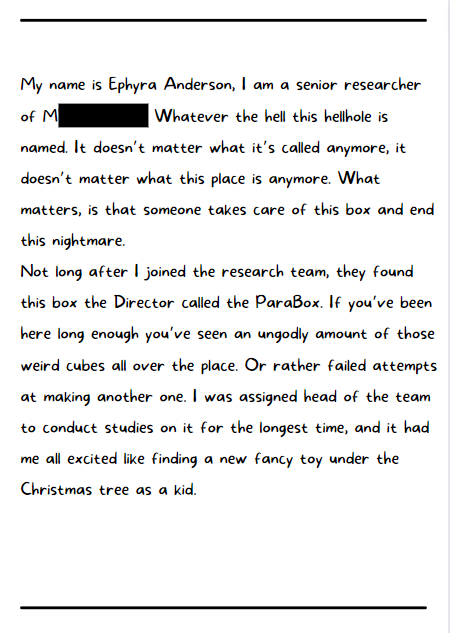 My name is Ephyra Anderson, I am a senior researcher
of M Whatever the hell this hellhole is
named. It doesn't matter what it's called anymore, it
doesn't matter what this place is anymore. What
matters, is that someone takes care of this box and end
this nightmare.
Not long after I joined the research team, they found
this box the Director called the ParaBox. If you've been
here long enough you've seen an ungodly amount of those
weird cubes all over the place. Or rather failed attempts
at making another one. I was assigned head of the team
to conduct studies on it for the longest time, and it had
me all excited like finding a new fancy toy under the
Christmas tree as a kid.